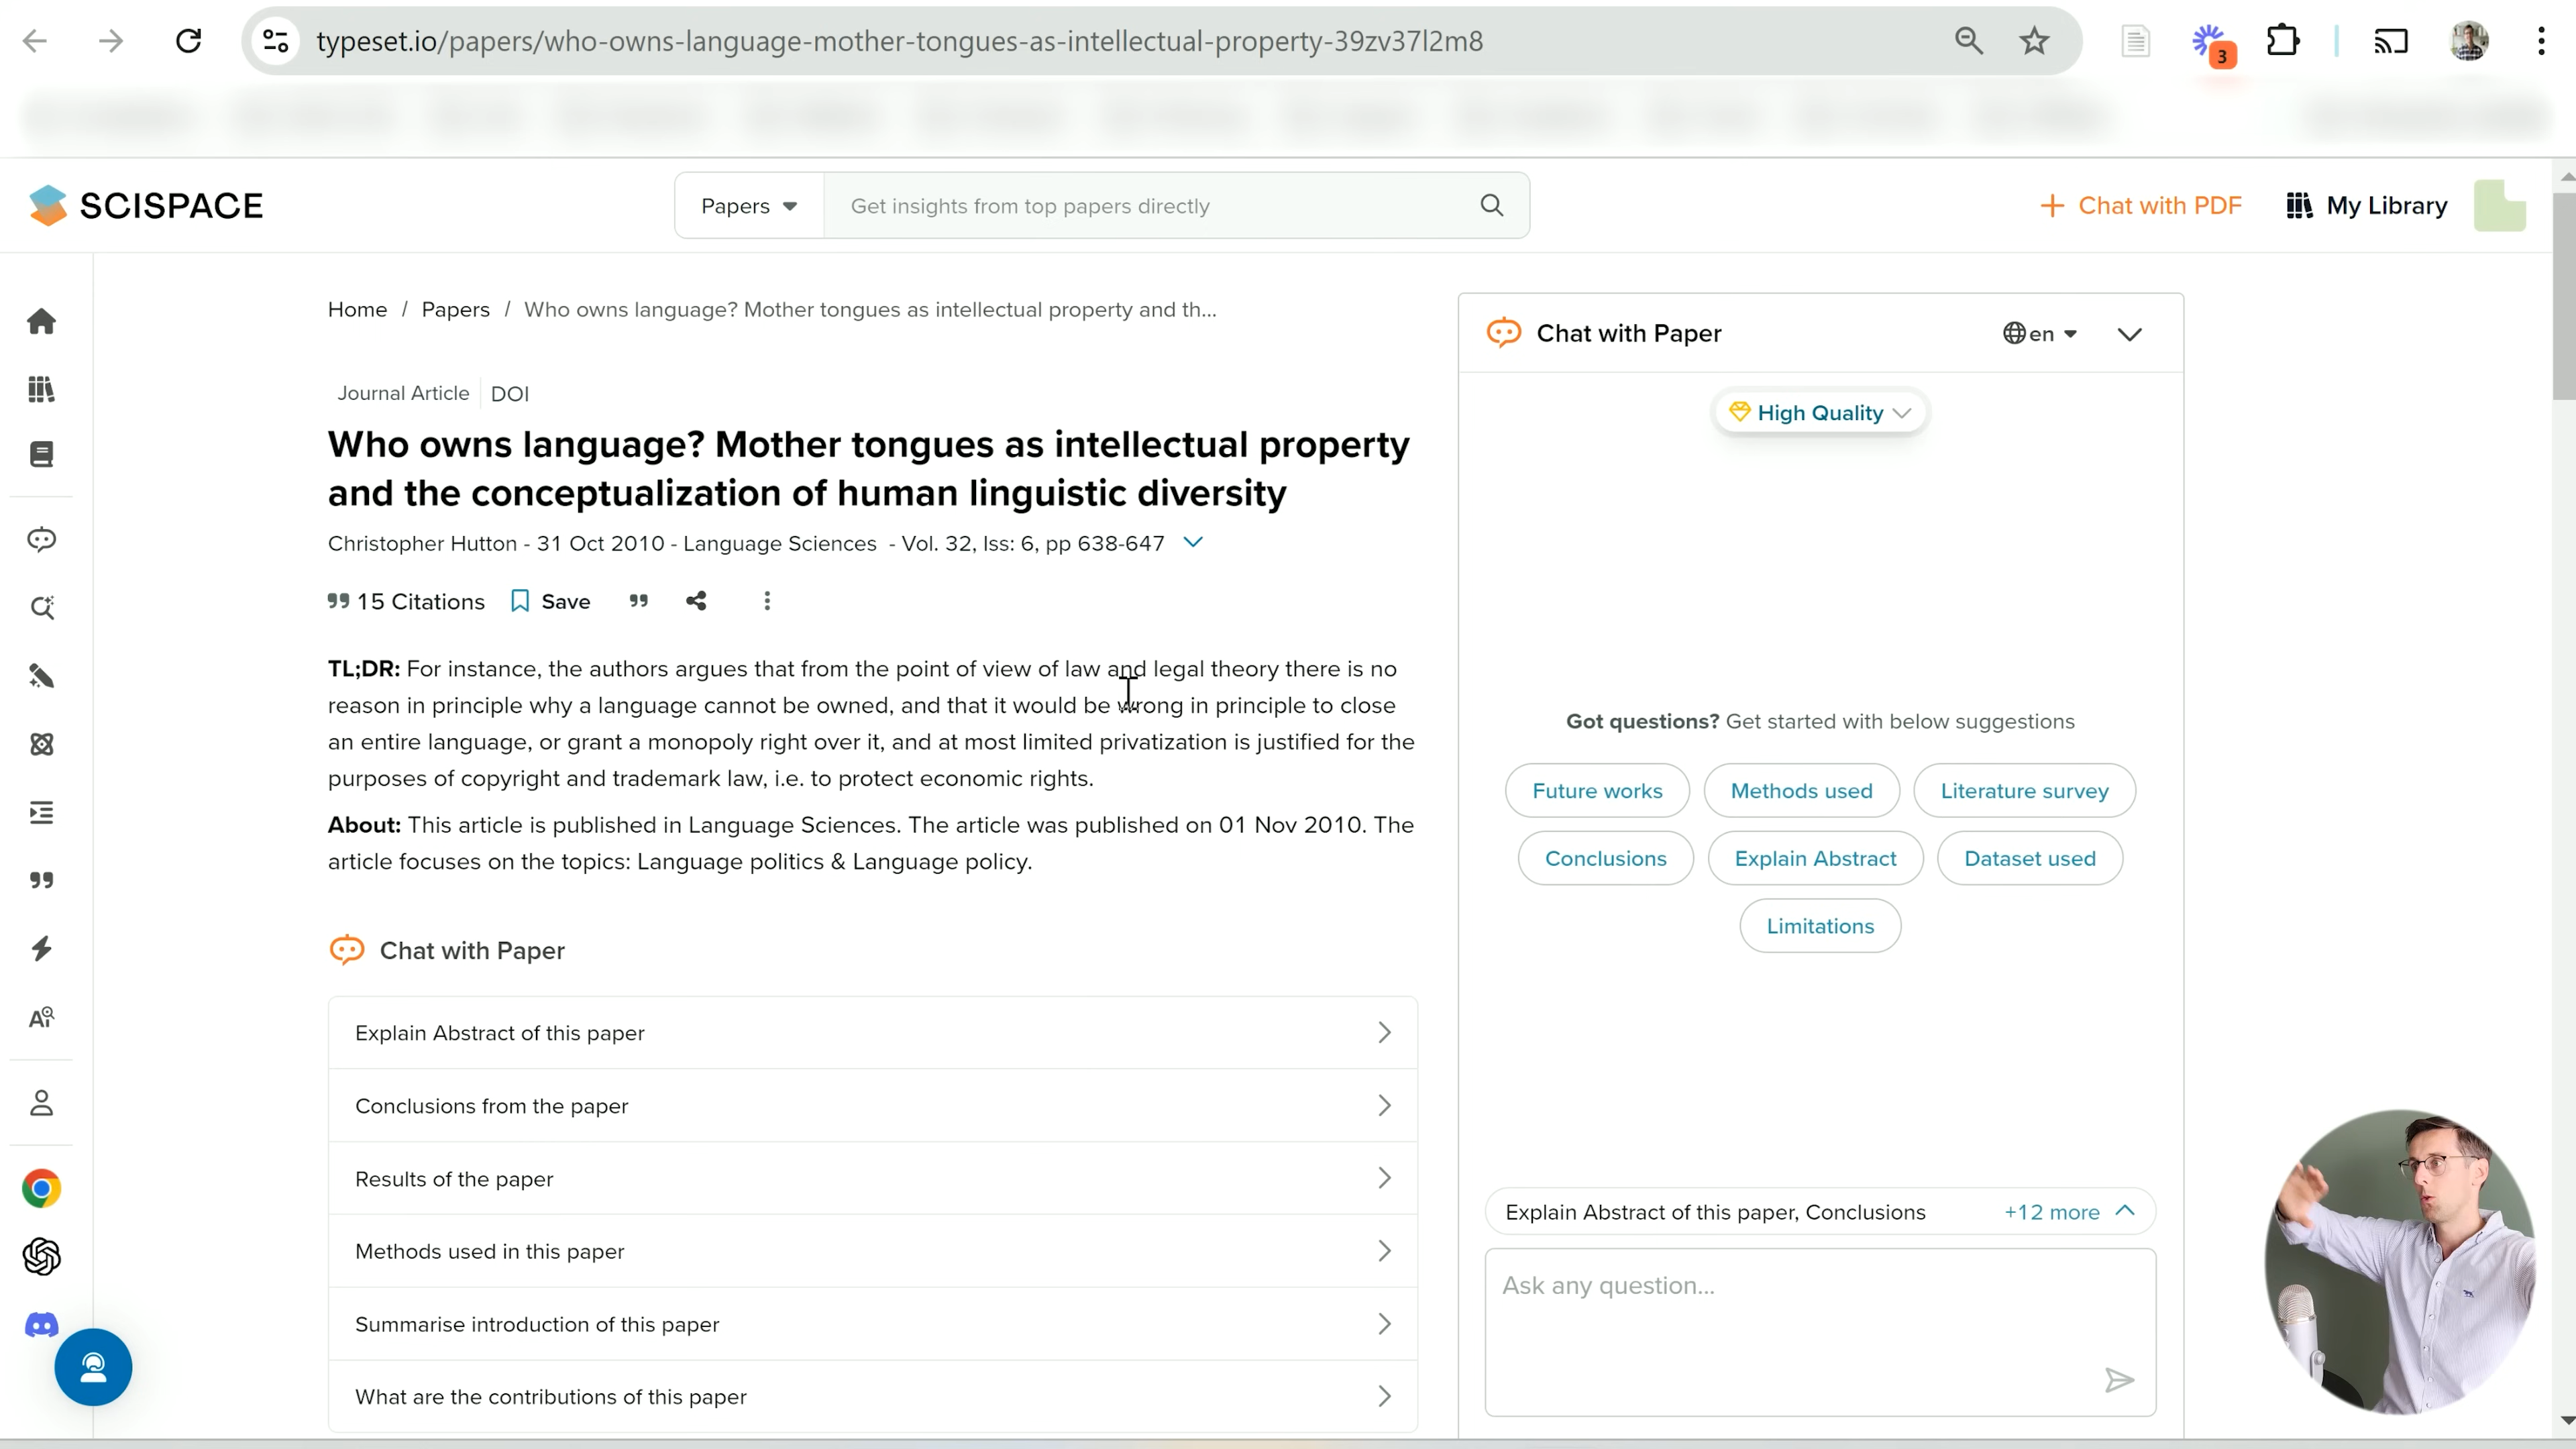 typeset.io/papers/who-owns-language-mother-tongues-as-intellectual-property-39zv37l2m8
3
SCISPACE
Papers
Get insights from top papers directly
Chat with PDF
My Library
Home / Papers / Who owns language? Mother tongues as intellectual property and th...
Journal Article
DOI
Who owns language? Mother tongues as intellectual property
and the conceptualization of human linguistic diversity
Christopher Hutton - 31 Oct 2010 - Language Sciences - Vol. 32, Iss: 6, pp 638-647
15 Citations
Save
TL;DR: For instance, the authors argues that from the point of view of law and legal theory there is no
reason in principle why a language cannot be owned, and that it would be wrong in principle to close
an entire language, or grant a monopoly right over it, and at most limited privatization is justified for the
purposes of copyright and trademark law, i.e. to protect economic rights.
About: This article is published in Language Sciences. The article was published on 01 Nov 2010. The
article focuses on the topics: Language politics & Language policy.
Chat with Paper
Explain Abstract of this paper
Conclusions from the paper
Results of the paper
Methods used in this paper
Summarise introduction of this paper
What are the contributions of this paper
Chat with Paper
en
High Quality
Got questions? Get started with below suggestions
Future works
Methods used
Literature survey
Conclusions
Explain Abstract
Dataset used
Limitations
Explain Abstract of this paper, Conclusions
+12 more
Ask any question...